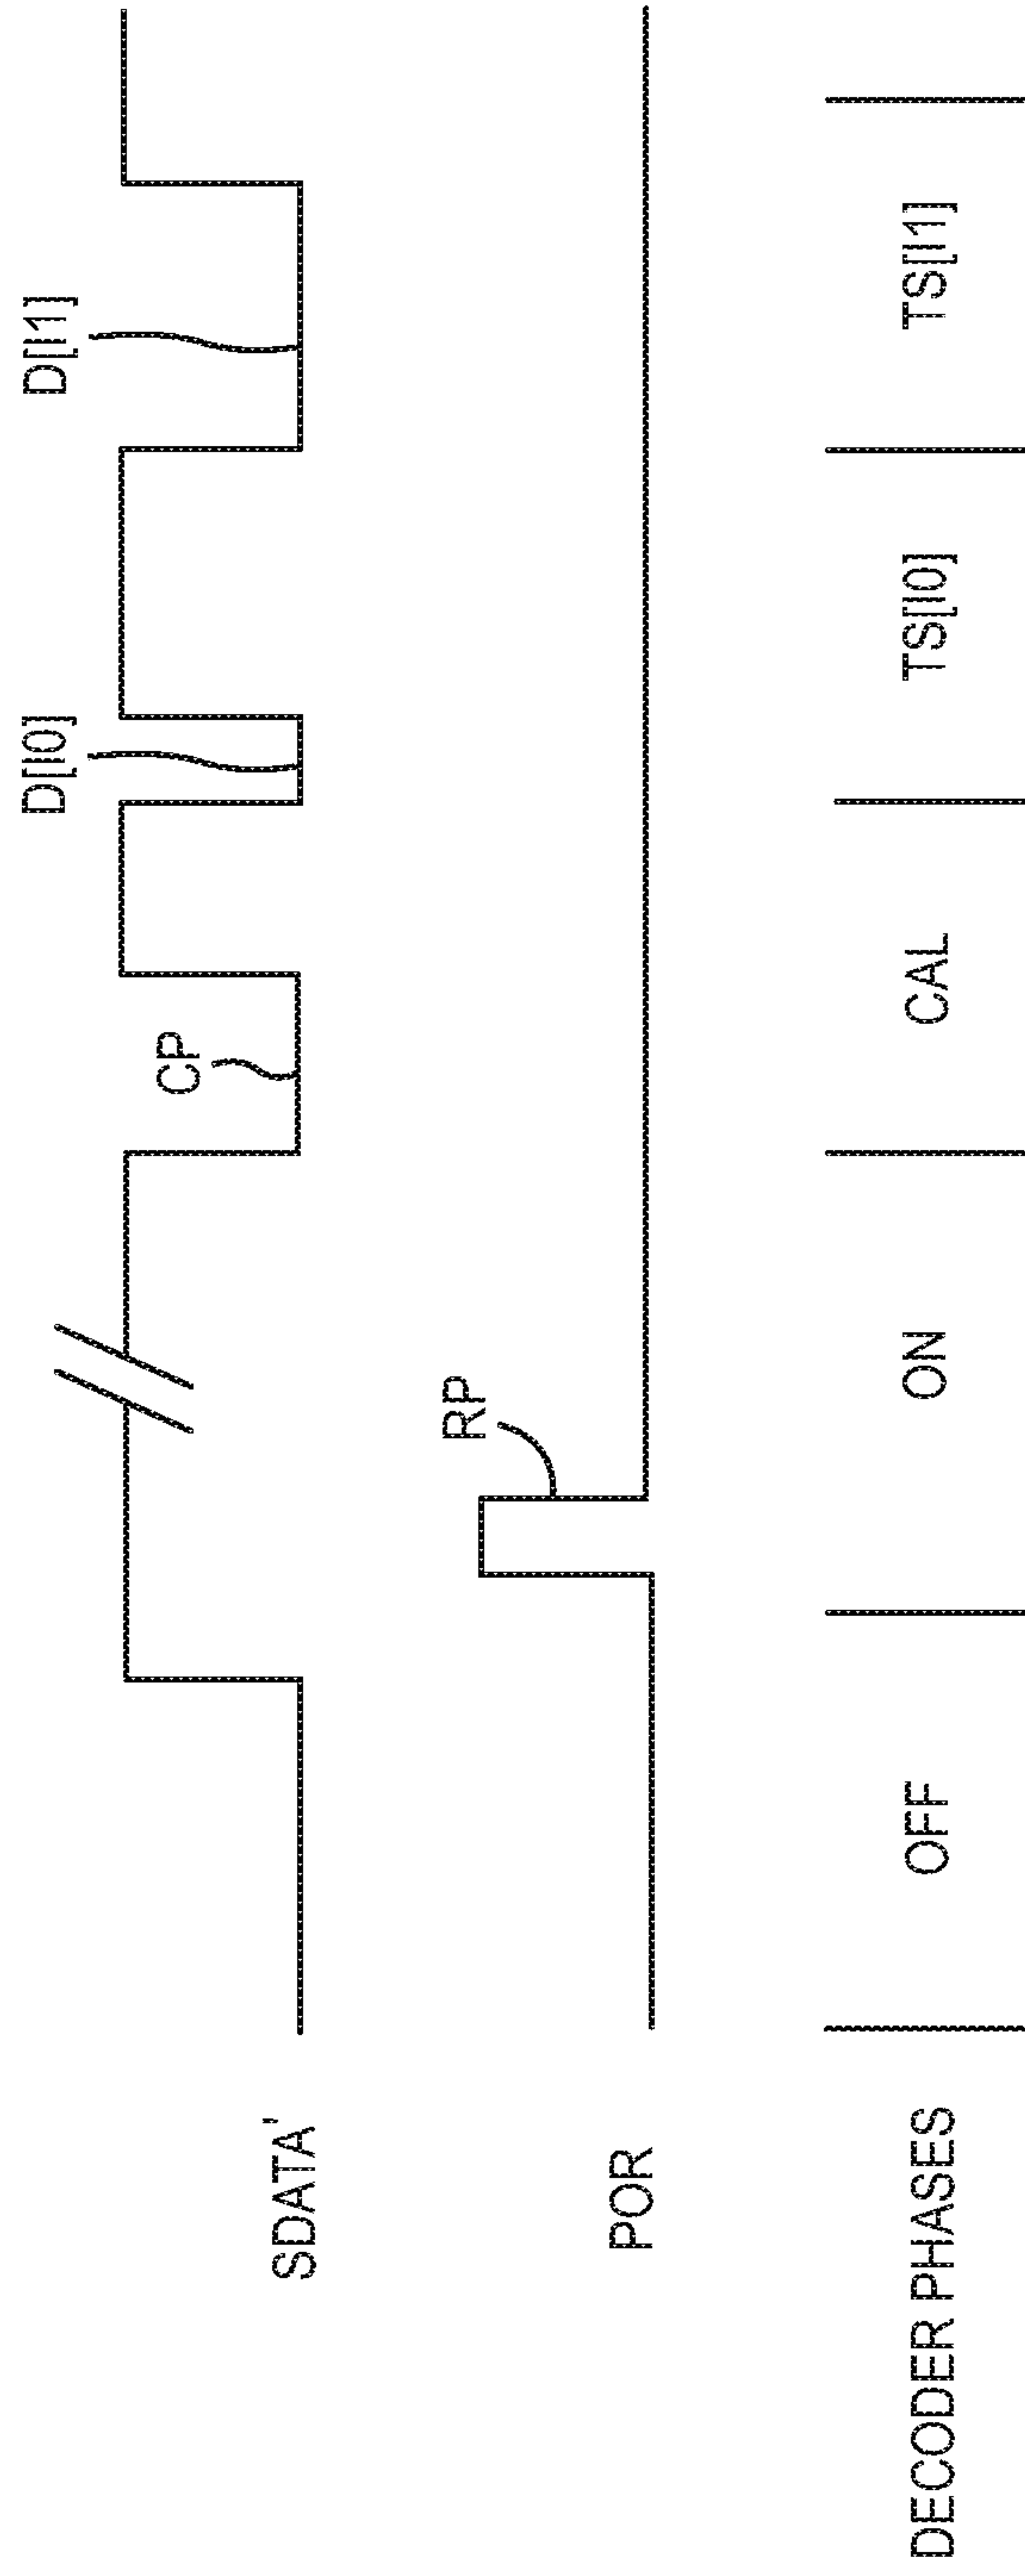 D[I0]
D[I1]
CP
SDATA'
RP
POR
DECODER PHASES
OFF
ON
CAL
TS[I0]
TS[I1]